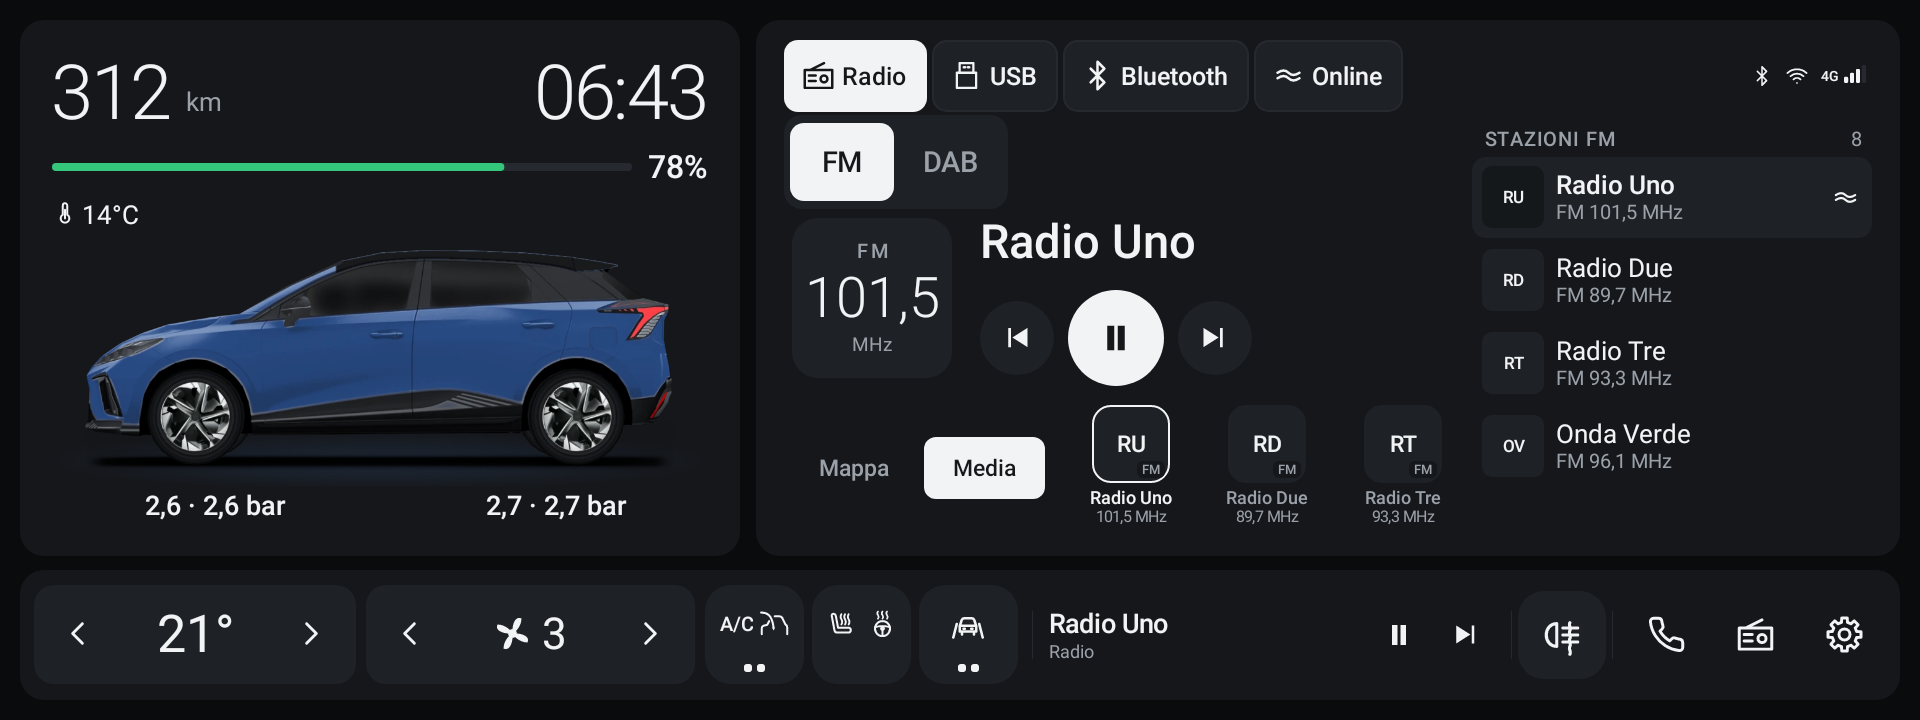 312 km
06:43
78%
14°C
2,6 · 2,6 bar
2,7 · 2,7 bar
Radio
USB
Bluetooth
Online
4G
FM
DAB
FM
101,5
MHz
Radio Uno
Mappa
Media
RU
FM
Radio Uno
101,5 MHz
RD
FM
Radio Due
89,7 MHz
RT
FM
Radio Tre
93,3 MHz
STAZIONI FM
8
RU
Radio Uno
FM 101,5 MHz
RD
Radio Due
FM 89,7 MHz
RT
Radio Tre
FM 93,3 MHz
OV
Onda Verde
FM 96,1 MHz
21°
3
A/C
Radio Uno
Radio